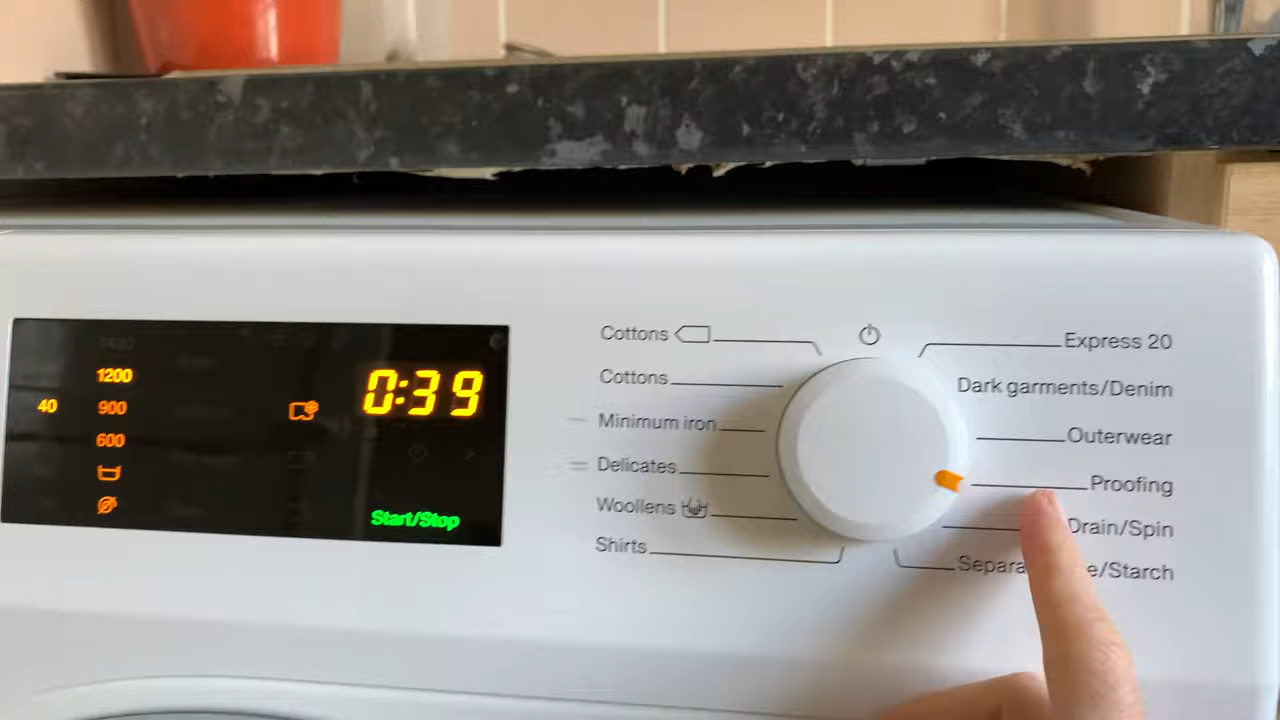 1200
40
900
600
0:39
Start/Stop
Cottons
Cottons
Minimum iron
Delicates
Woollens
Shirts
Express 20
Dark garments/Denim
Outerwear
Proofing
Drain/Spin
e/Starch